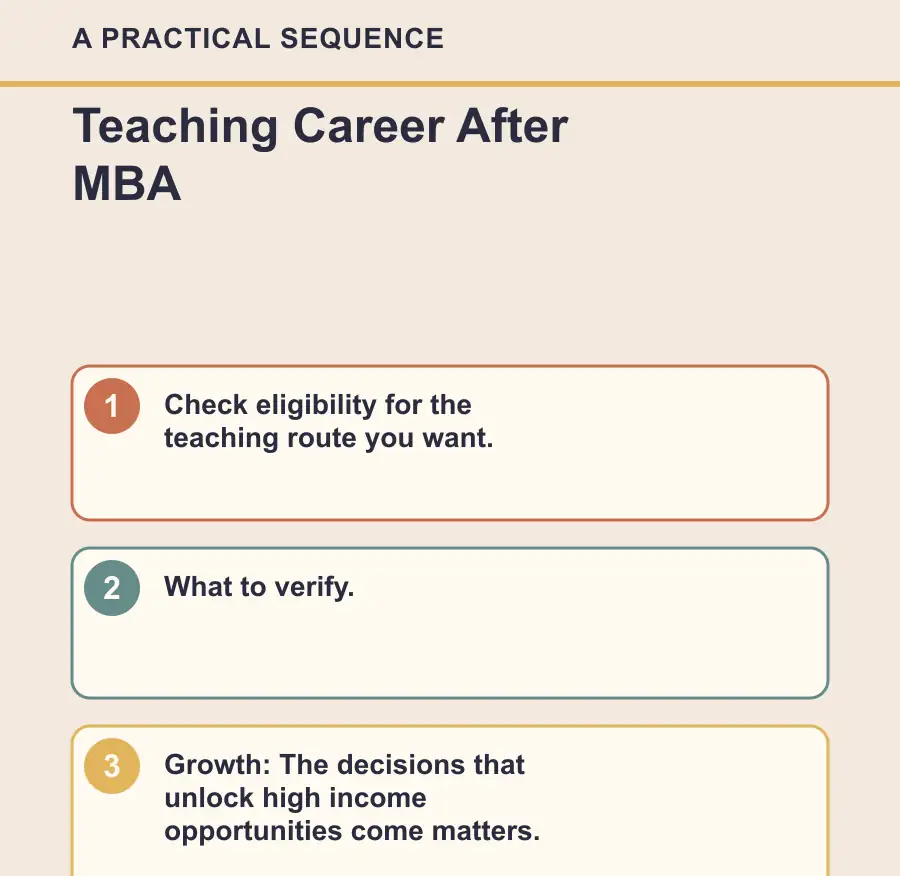 A PRACTICAL SEQUENCE
Teaching Career After
MBA
1
Check eligibility for the
teaching route you want.
2
What to verify.
3
Growth: The decisions that
unlock high income
opportunities come matters.